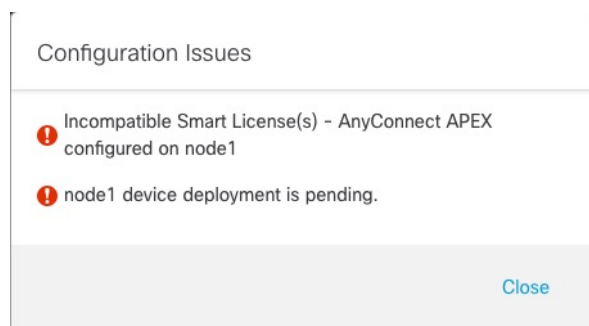 Configuration Issues
Incompatible Smart License(s) - AnyConnect APEX
configured on node1
node1 device deployment is pending.
Close